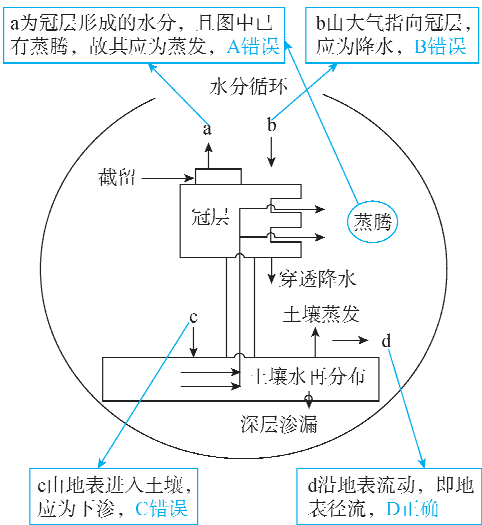 a为冠层形成的水分，且图中已
有蒸腾，故其应为蒸发，A错误
b由大气指向冠层，
应为降水，B错误
水分循环
a
b
截留
冠层
蒸腾
穿透降水
c
土壤蒸发
d
土壤水再分布
深层渗漏
c由地表进入土壤，
应为下渗，C错误
d沿地表流动，即地
表径流，D正确